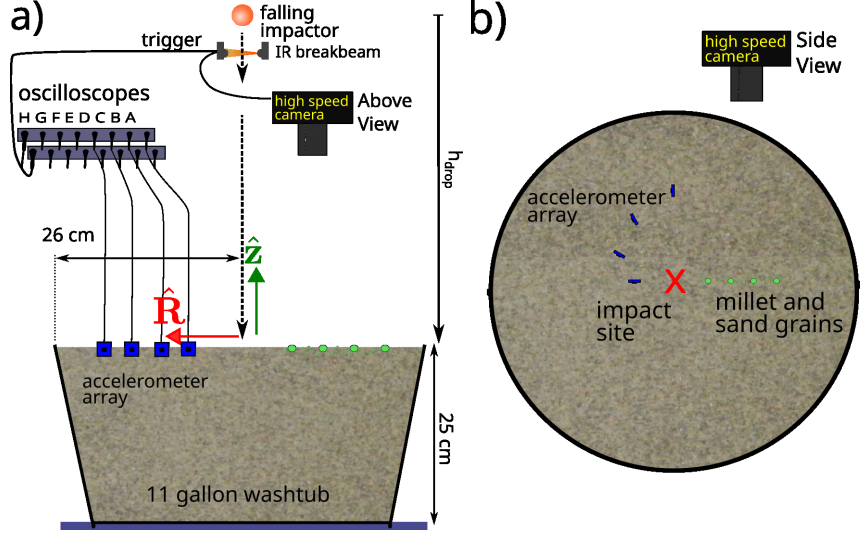 a)
falling
impactor
trigger
IR breakbeam
oscilloscopes
H G F E D C B A
high speed
camera
Above
View
h_drop
26 cm
ẑ
R̂
accelerometer
array
25 cm
11 gallon washtub
b)
high speed
camera
Side
View
accelerometer
array
X
impact
site
millet and
sand grains